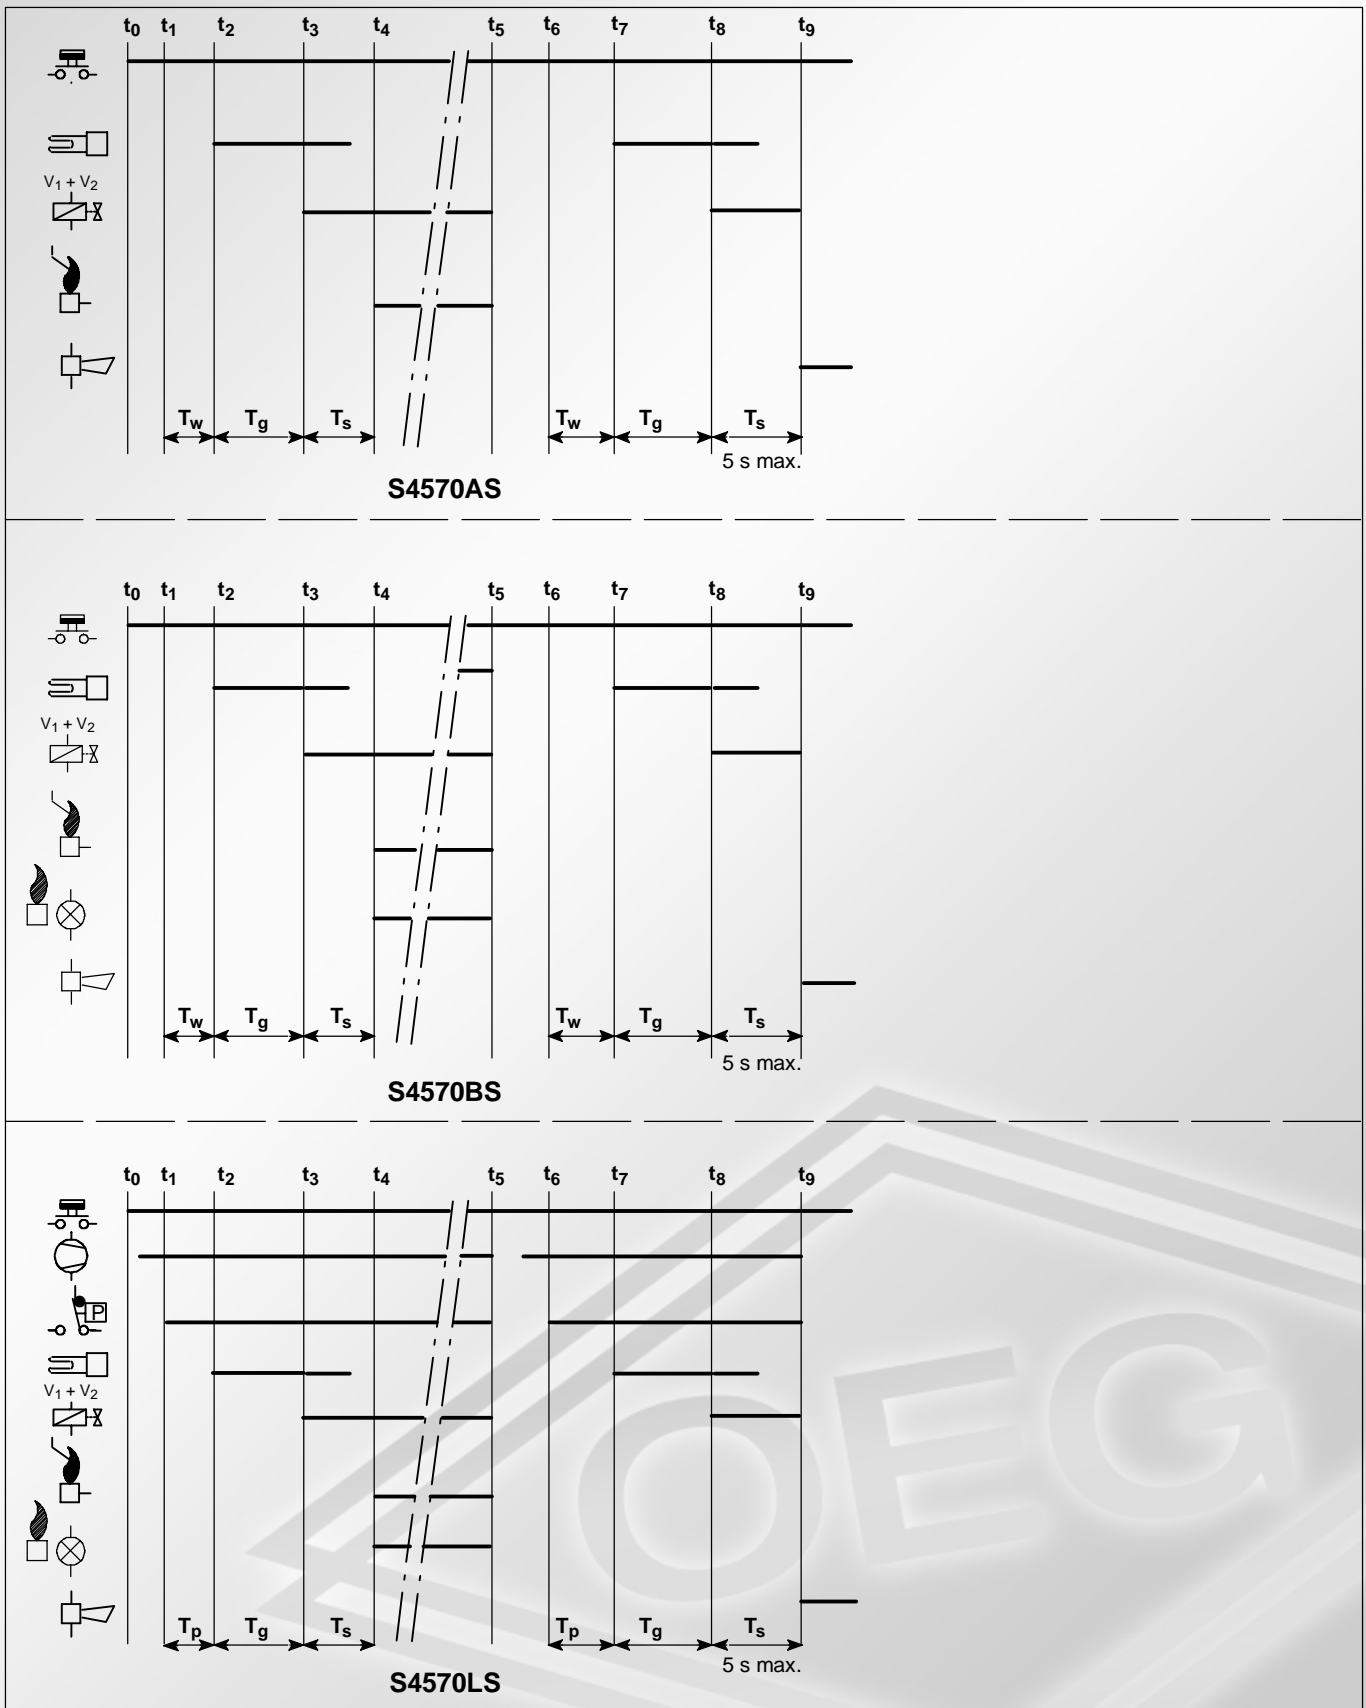 t0 t1 t2 t3 t4 t5 t6 t7 t8 t9
V1 + V2
Tw Tg Ts Tw Tg Ts
5 s max.
S4570AS
t0 t1 t2 t3 t4 t5 t6 t7 t8 t9
V1 + V2
Tw Tg Ts Tw Tg Ts
5 s max.
S4570BS
t0 t1 t2 t3 t4 t5 t6 t7 t8 t9
P
V1 + V2
OEG
Tp Tg Ts Tp Tg Ts
5 s max.
S4570LS